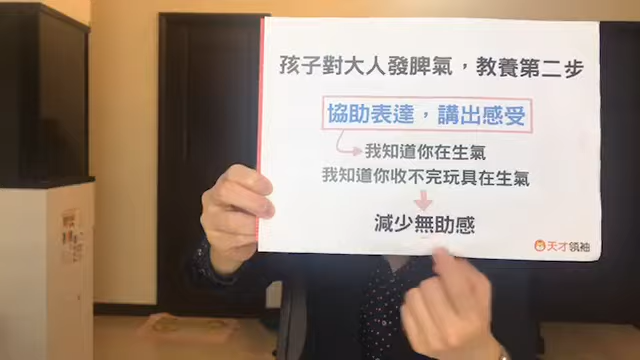 孩子對大人發脾氣，教養第二步
協助表達，講出感受
我知道你在生氣
我知道你收不完玩具在生氣
減少無助感
天才領袖